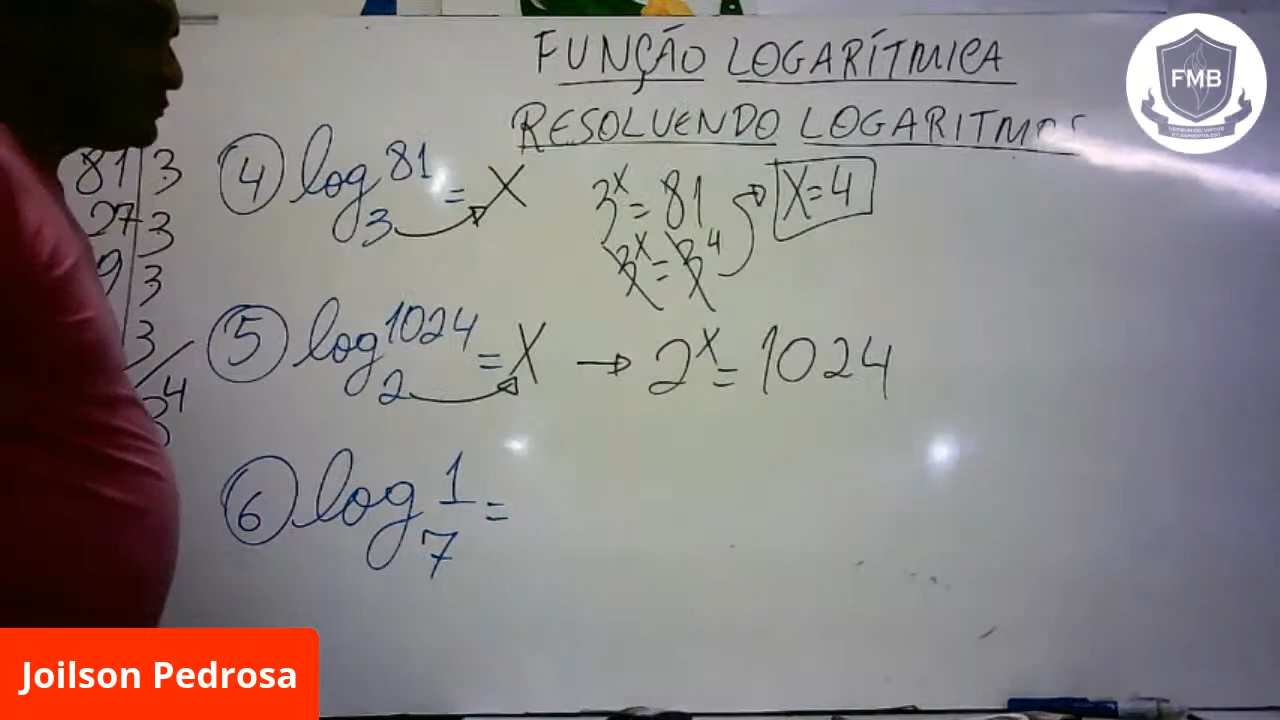 FUNÇÃO LOGARÍTMICA
RESOLVENDO LOGARITMOS
FMB
81 3
27 3
9 3
3
4
④ log₃ 81 = X
3ˣ = 81
3ˣ = 3⁴
X=4
⑤ log₂ 1024 = X → 2ˣ = 1024
⑥ log₇ 1 =
Joilson Pedrosa